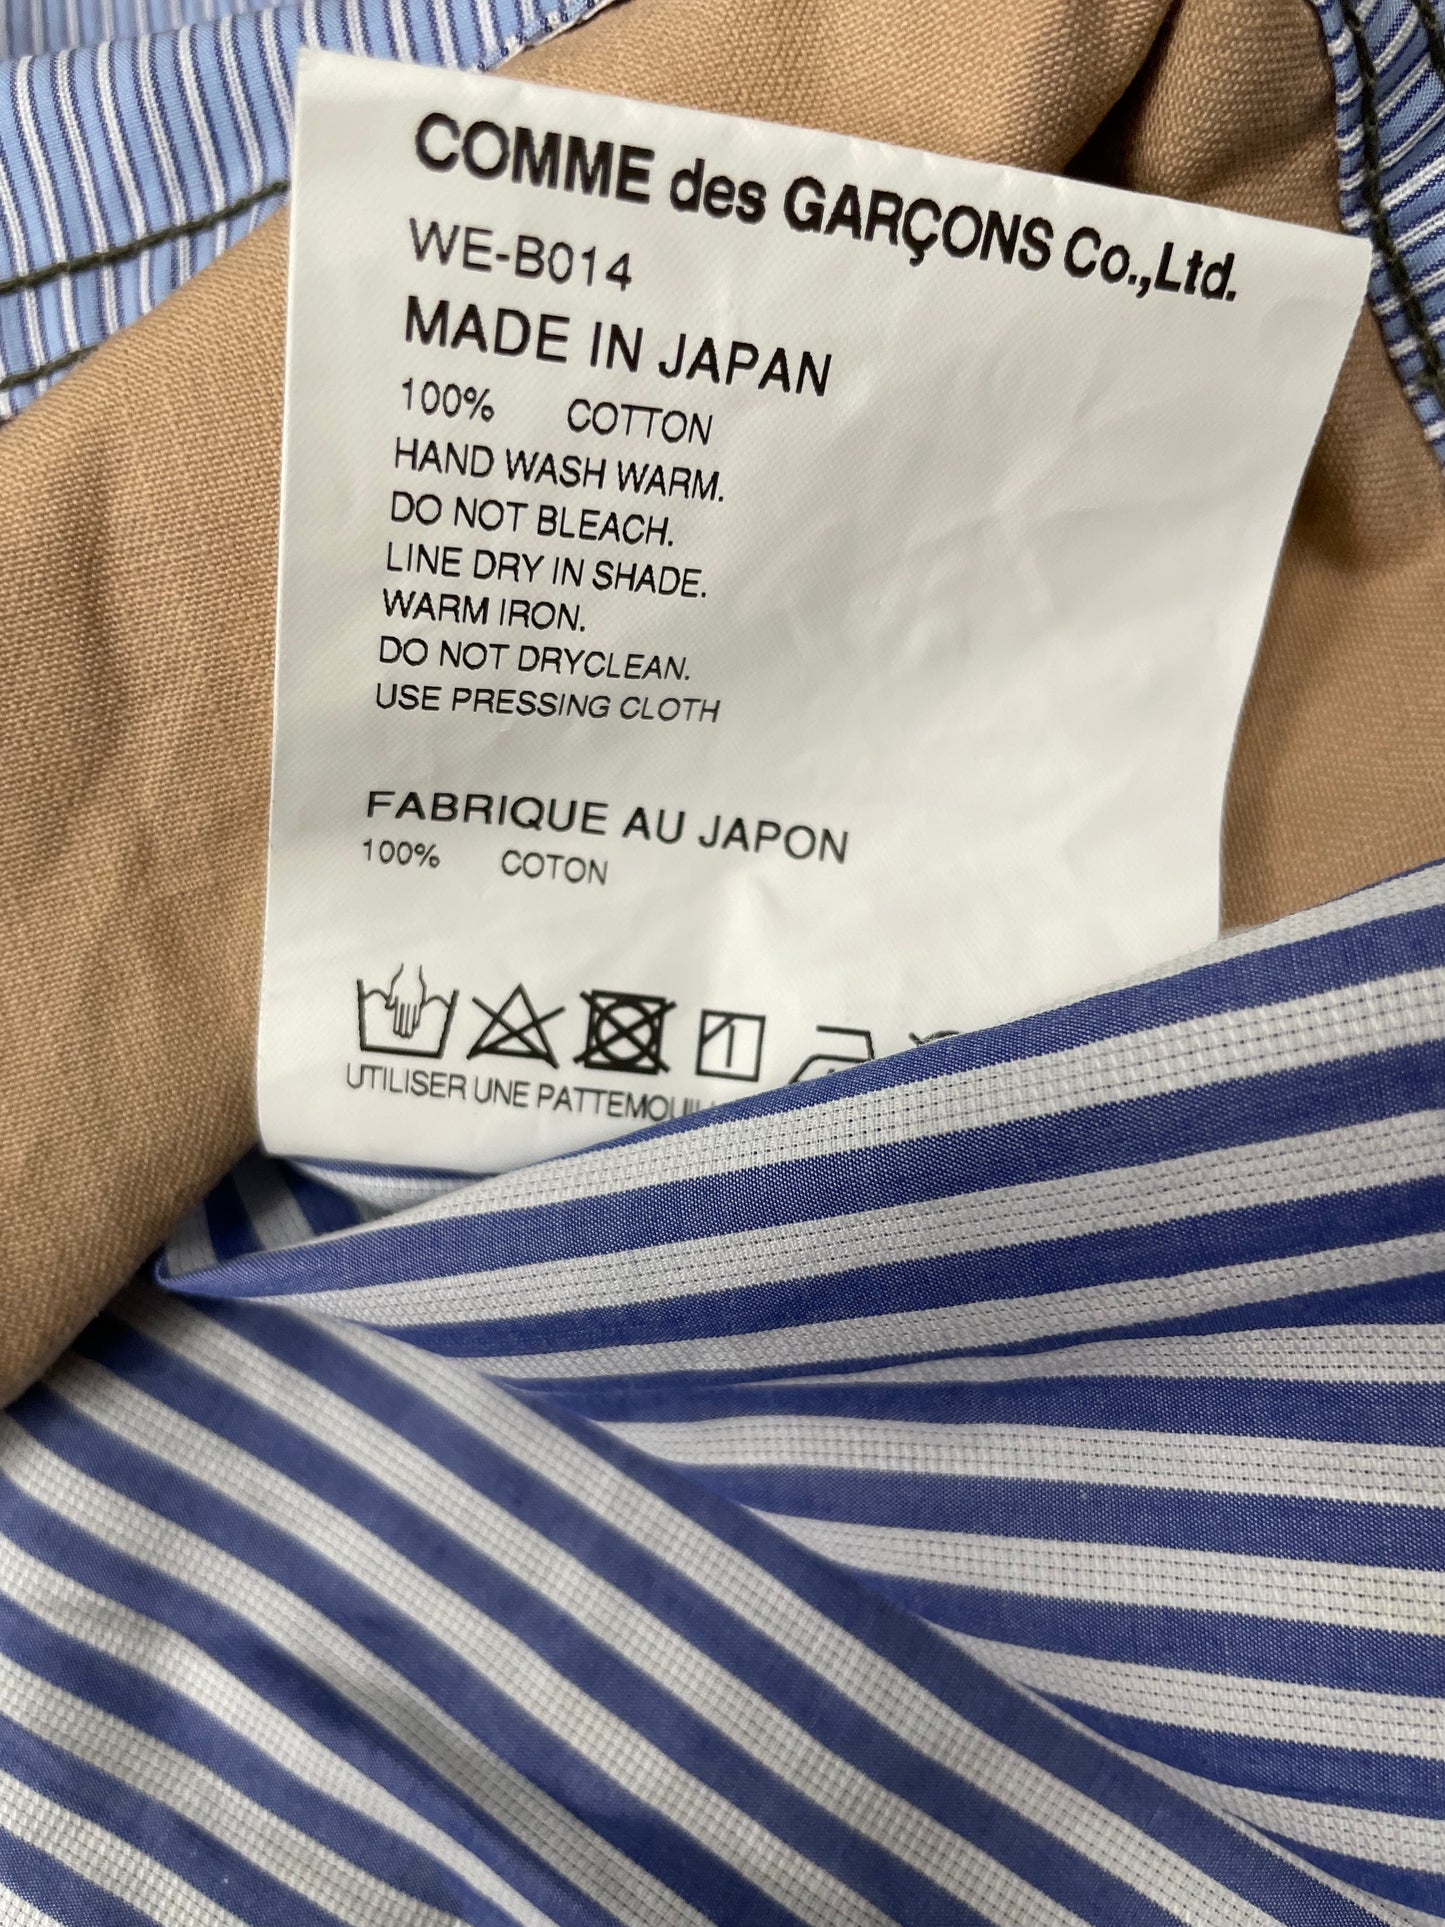 COMME des GARÇONS Co.,Ltd.
WE-B014
MADE IN JAPAN
100% COTTON
HAND WASH WARM.
DO NOT BLEACH.
LINE DRY IN SHADE.
WARM IRON.
DO NOT DRYCLEAN.
USE PRESSING CLOTH
FABRIQUE AU JAPON
100% COTON
UTILISER UNE